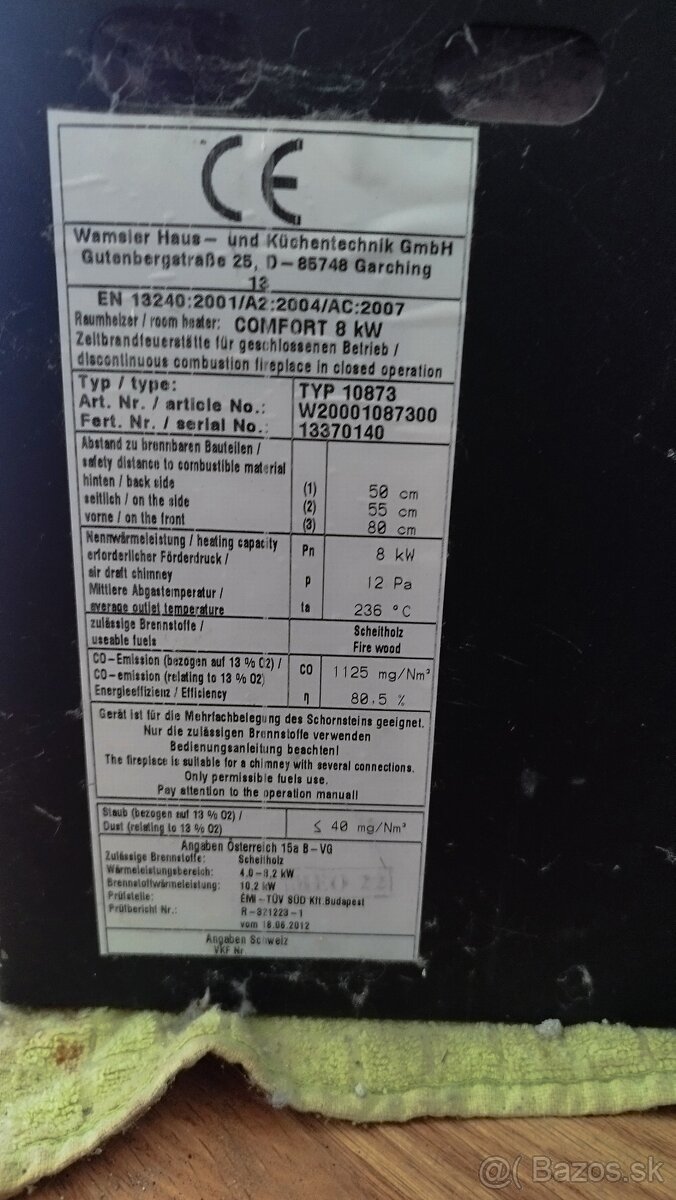 CE
Wamsler Haus- und Küchentechnik GmbH
Gutenbergstraße 25, D-85748 Garching
13
EN 13240:2001/A2:2004/AC:2007
Raumheizer / room heater: COMFORT 8 kW
Zeitbrandfeuerstätte für geschlossenen Betrieb /
discontinuous combustion fireplace in closed operation
Typ / type: TYP 10873
Art. Nr. / article No.: W20001087300
Fert. Nr. / serial No.: 13370140
Abstand zu brennbaren Bauteilen /
safety distance to combustible material
hinten / back side (1) 50 cm
seitlich / on the side (2) 55 cm
vorne / on the front (3) 80 cm
Nennwärmeleistung / heating capacity Pn 8 kW
erforderlicher Förderdruck /
air draft chimney p 12 Pa
Mittlere Abgastemperatur /
average outlet temperature ta 236 °C
zulässige Brennstoffe / Scheitholz
useable fuels Fire wood
CO-Emission (bezogen auf 13 % O2) /
CO-emission (relating to 13 % O2) CO 1125 mg/Nm³
Energieeffizienz / Efficiency η 80,5 %
Gerät ist für die Mehrfachbelegung des Schornsteins geeignet.
Nur die zulässigen Brennstoffe verwenden
Bedienungsanleitung beachten!
The fireplace is suitable for a chimney with several connections.
Only permissible fuels use.
Pay attention to the operation manual!
Staub (bezogen auf 13 % O2) /
Dust (relating to 13 % O2) ≤ 40 mg/Nm³
Angaben Österreich 15a B-VG
Zulässige Brennstoffe: Scheitholz
Wärmeleistungsbereich: 4.0-8.2 kW
Brennstoffwärmeleistung: 10.2 kW
Prüfstelle: ÉMI-TÜV SÜD Kft.Budapest
Prüfbericht Nr.: R-321223-1
vom 18.06.2012
Angaben Schweiz
VKF Nr
@( Bazos.sk